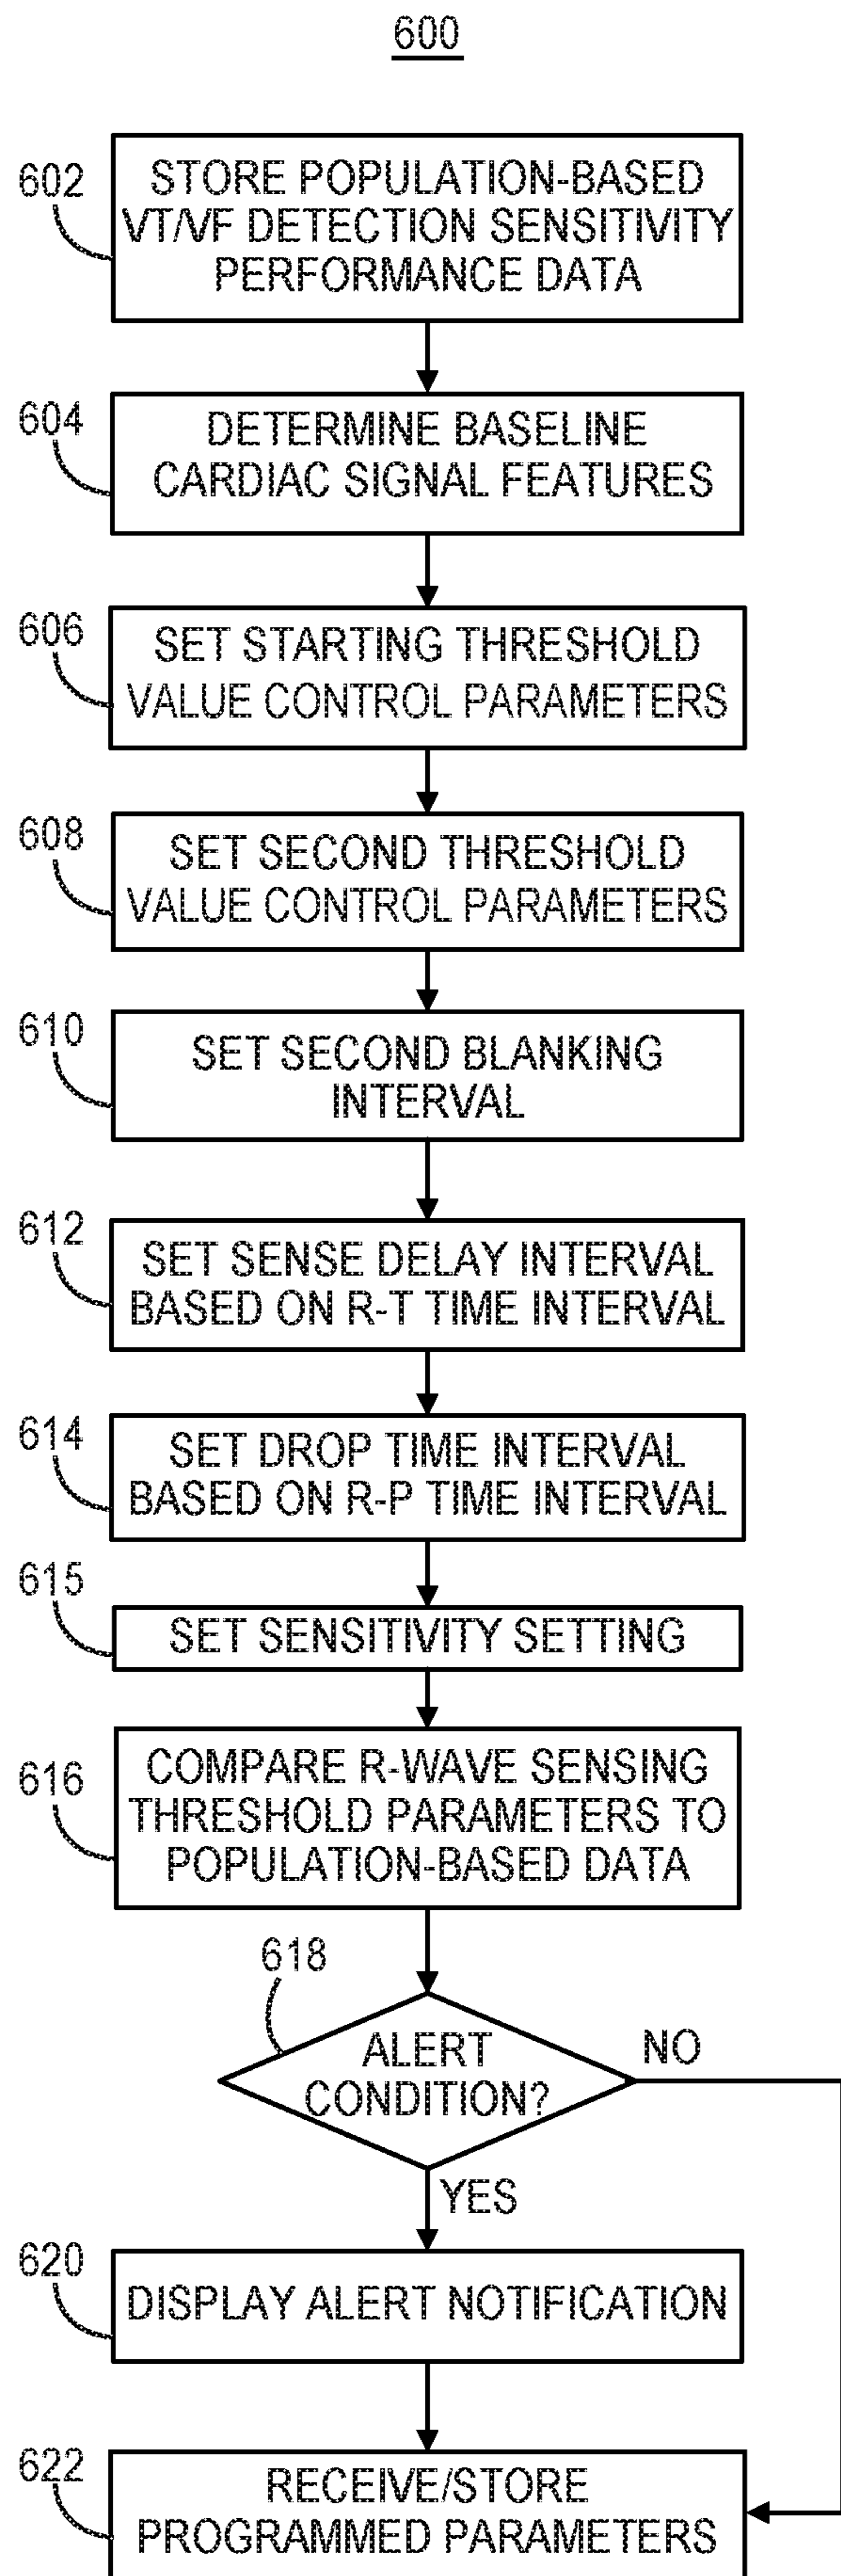 600
602
STORE POPULATION-BASED
VT/VF DETECTION SENSITIVITY
PERFORMANCE DATA
604
DETERMINE BASELINE
CARDIAC SIGNAL FEATURES
606
SET STARTING THRESHOLD
VALUE CONTROL PARAMETERS
608
SET SECOND THRESHOLD
VALUE CONTROL PARAMETERS
610
SET SECOND BLANKING
INTERVAL
612
SET SENSE DELAY INTERVAL
BASED ON R-T TIME INTERVAL
614
SET DROP TIME INTERVAL
BASED ON R-P TIME INTERVAL
615
SET SENSITIVITY SETTING
616
COMPARE R-WAVE SENSING
THRESHOLD PARAMETERS TO
POPULATION-BASED DATA
618
ALERT
CONDITION?
NO
YES
620
DISPLAY ALERT NOTIFICATION
622
RECEIVE/STORE
PROGRAMMED PARAMETERS